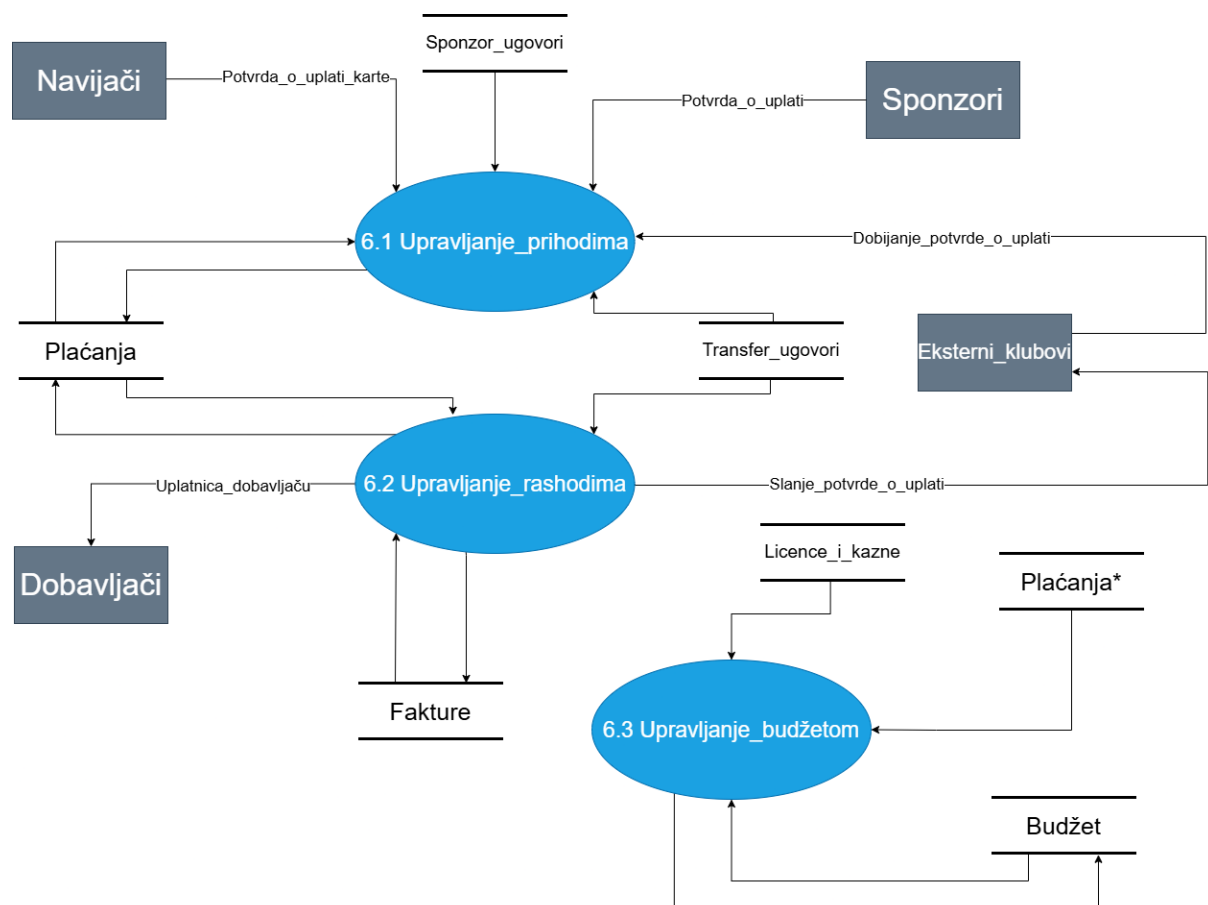 Sponzor_ugovori
Navijači
Potvrda_o_uplati_karte
Potvrda_o_uplati
Sponzori
6.1 Upravljanje_prihodima
Dobijanje_potvrde_o_uplati
Plaćanja
Transfer_ugovori
Eksterni_klubovi
Uplatnica_dobavljaču
6.2 Upravljanje_rashodima
Slanje_potvrde_o_uplati
Dobavljači
Licence_i_kazne
Plaćanja*
Fakture
6.3 Upravljanje_budžetom
Budžet